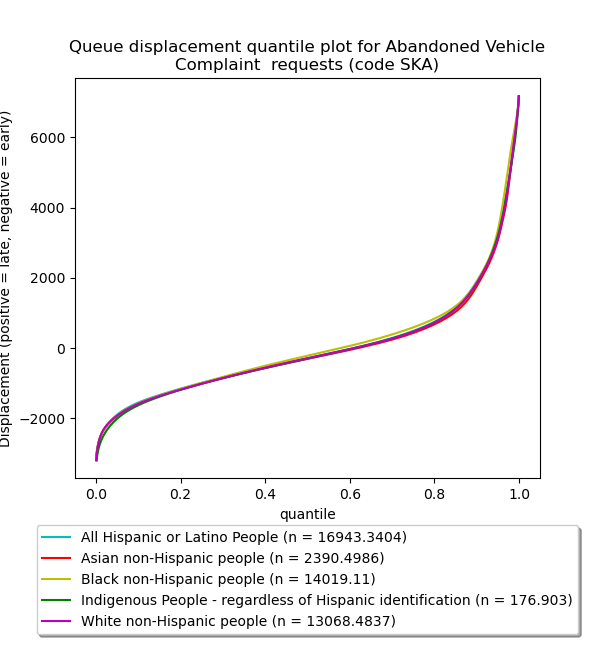 Queue displacement quantile plot for Abandoned Vehicle
Complaint  requests (code SKA)
Displacement (positive = late, negative = early)
6000
4000
2000
0
−2000
0.0 0.2 0.4 0.6 0.8 1.0
quantile
All Hispanic or Latino People (n = 16943.3404)
Asian non-Hispanic people (n = 2390.4986)
Black non-Hispanic people (n = 14019.11)
Indigenous People - regardless of Hispanic identification (n = 176.903)
White non-Hispanic people (n = 13068.4837)